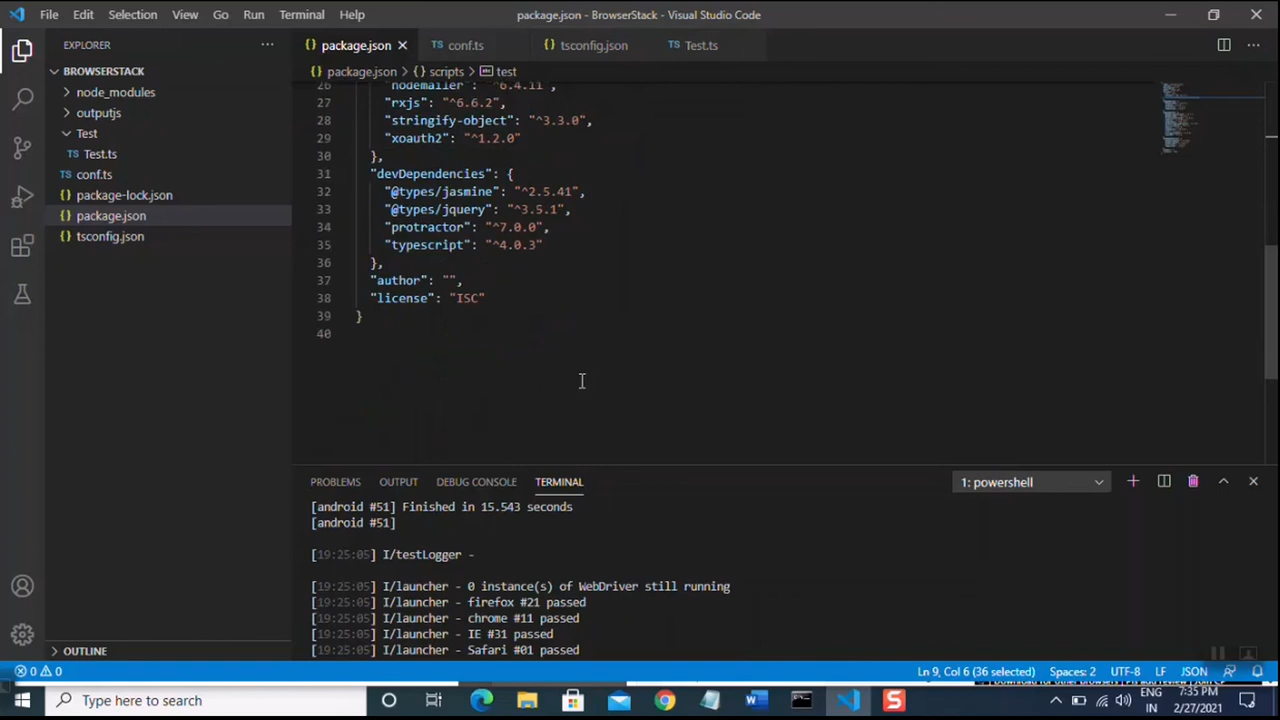 File Edit Selection View Go Run Terminal Help
package.json - BrowserStack - Visual Studio Code
EXPLORER
BROWSERSTACK
node_modules
outputjs
Test
Test.ts
conf.ts
package-lock.json
package.json
tsconfig.json
OUTLINE
package.json conf.ts tsconfig.json Test.ts
package.json > {} scripts > test
26 "nodemailer": "^6.4.11",
27 "rxjs": "^6.6.2",
28 "stringify-object": "^3.3.0",
29 "xoauth2": "^1.2.0"
30 },
31 "devDependencies": {
32 "@types/jasmine": "^2.5.41",
33 "@types/jquery": "^3.5.1",
34 "protractor": "^7.0.0",
35 "typescript": "^4.0.3"
36 },
37 "author": "",
38 "license": "ISC"
39 }
40
PROBLEMS OUTPUT DEBUG CONSOLE TERMINAL
1: powershell
[android #51] Finished in 15.543 seconds
[android #51]
[19:25:05] I/testLogger -
[19:25:05] I/launcher - 0 instance(s) of WebDriver still running
[19:25:05] I/launcher - firefox #21 passed
[19:25:05] I/launcher - chrome #11 passed
[19:25:05] I/launcher - IE #31 passed
[19:25:05] I/launcher - Safari #01 passed
0 0 Ln 9, Col 6 (36 selected) Spaces: 2 UTF-8 LF JSON
Type here to search
ENG
IN
7:35 PM
2/27/2021